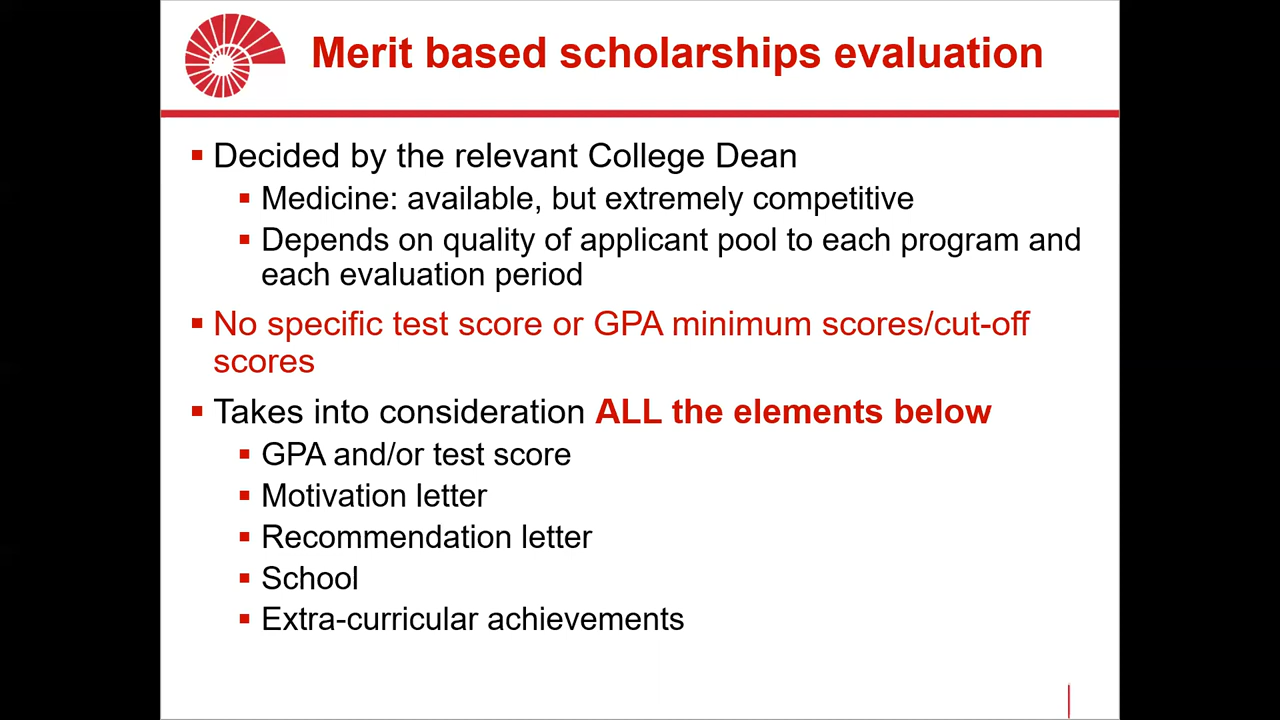 Merit based scholarships evaluation
Decided by the relevant College Dean
Medicine: available, but extremely competitive
Depends on quality of applicant pool to each program and
each evaluation period
No specific test score or GPA minimum scores/cut-off
scores
Takes into consideration ALL the elements below
GPA and/or test score
Motivation letter
Recommendation letter
School
Extra-curricular achievements